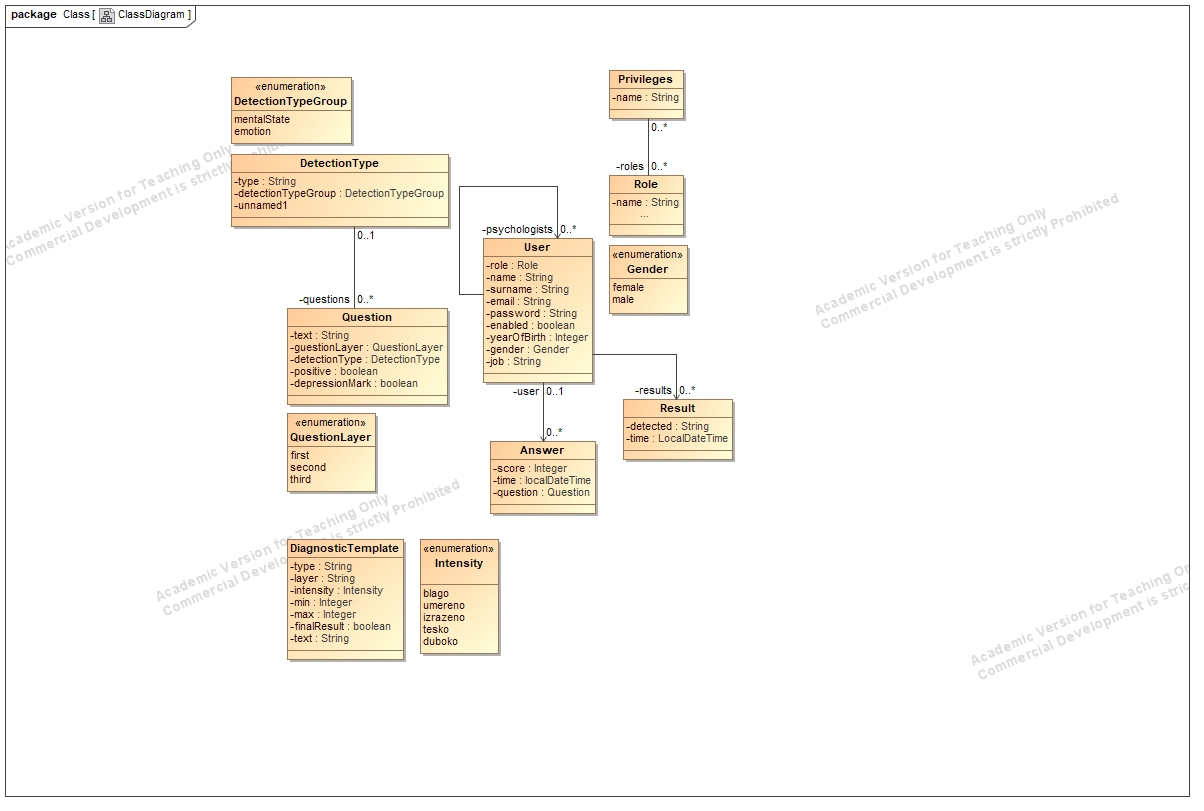 package Class [ ClassDiagram ]
«enumeration»
DetectionTypeGroup
mentalState
emotion
DetectionType
-type : String
-detectionTypeGroup : DetectionTypeGroup
-unnamed1
0..1
-questions 0..*
Question
-text : String
-guestionLayer : QuestionLayer
-detectionType : DetectionType
-positive : boolean
-depressionMark : boolean
«enumeration»
QuestionLayer
first
second
third
DiagnosticTemplate
-type : String
-layer : String
-intensity : Intensity
-min : Integer
-max : Integer
-finalResult : boolean
-text : String
«enumeration»
Intensity
blago
umereno
izrazeno
tesko
duboko
-psychologists 0..*
User
-role : Role
-name : String
-surname : String
-email : String
-password : String
-enabled : boolean
-yearOfBirth : Integer
-gender : Gender
-job : String
-user 0..1
0..*
Answer
-score : Integer
-time : localDateTime
-question : Question
Privileges
-name : String
0..*
-roles 0..*
Role
-name : String
...
«enumeration»
Gender
female
male
-results 0..*
Result
-detected : String
-time : LocalDateTime
Academic Version for Teaching Only
Commercial Development is strictly Prohibited
Academic Version for Teaching Only
Commercial Development is strictly Prohibited